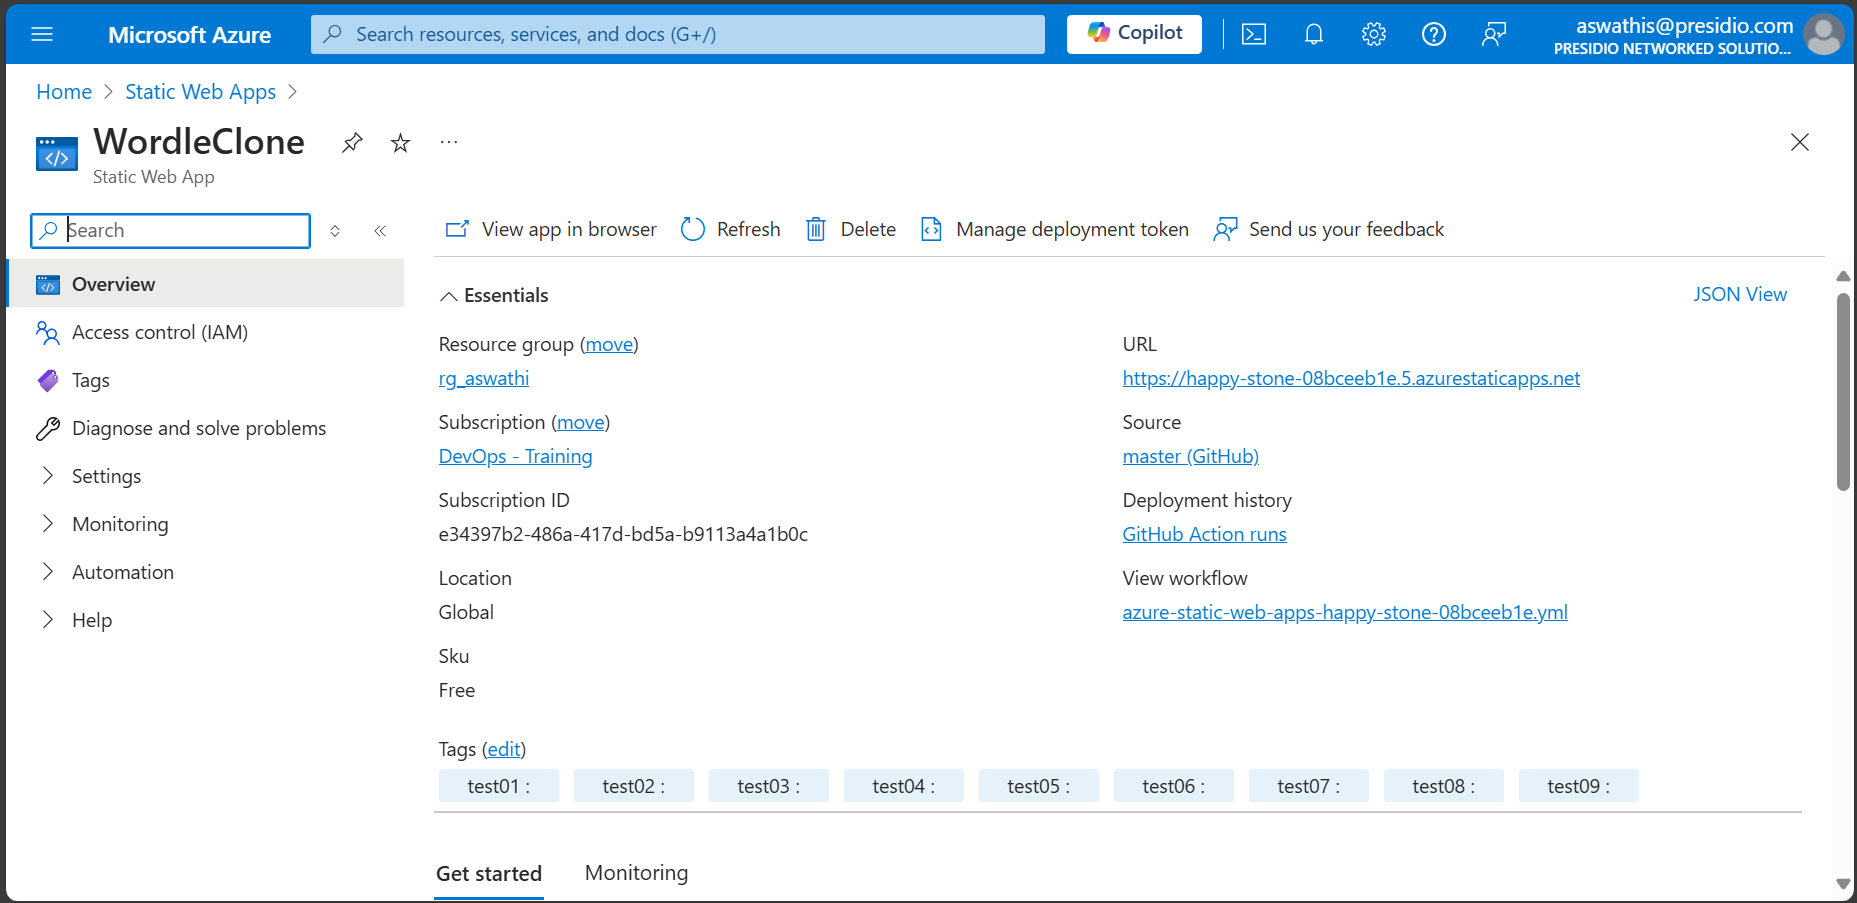 Microsoft Azure
Search resources, services, and docs (G+/)
Copilot
aswathis@presidio.com
PRESIDIO NETWORKED SOLUTIO...
Home > Static Web Apps >
WordleClone
Static Web App
Search
Overview
Access control (IAM)
Tags
Diagnose and solve problems
Settings
Monitoring
Automation
Help
View app in browser
Refresh
Delete
Manage deployment token
Send us your feedback
Essentials
JSON View
Resource group (move)
rg_aswathi
Subscription (move)
DevOps - Training
Subscription ID
e34397b2-486a-417d-bd5a-b9113a4a1b0c
Location
Global
Sku
Free
URL
https://happy-stone-08bceeb1e.5.azurestaticapps.net
Source
master (GitHub)
Deployment history
GitHub Action runs
View workflow
azure-static-web-apps-happy-stone-08bceeb1e.yml
Tags (edit)
test01 :
test02 :
test03 :
test04 :
test05 :
test06 :
test07 :
test08 :
test09 :
Get started
Monitoring